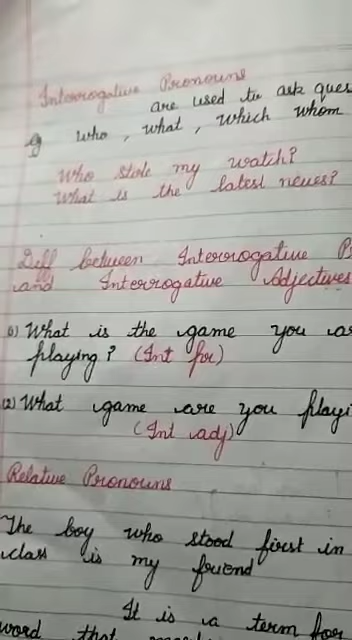 Interrogative Pronouns
are used to ask ques
eg who, what, which whom
Who stole my watch?
What is the latest news?
Diff between Interrogative P
and Interrogative Adjectives
(1) What is the game you ar
playing? (Int pr)
(2) What game are you playi
(Int adj)
Relative Pronouns
The boy who stood first in
class is my friend
It is a term for
word that